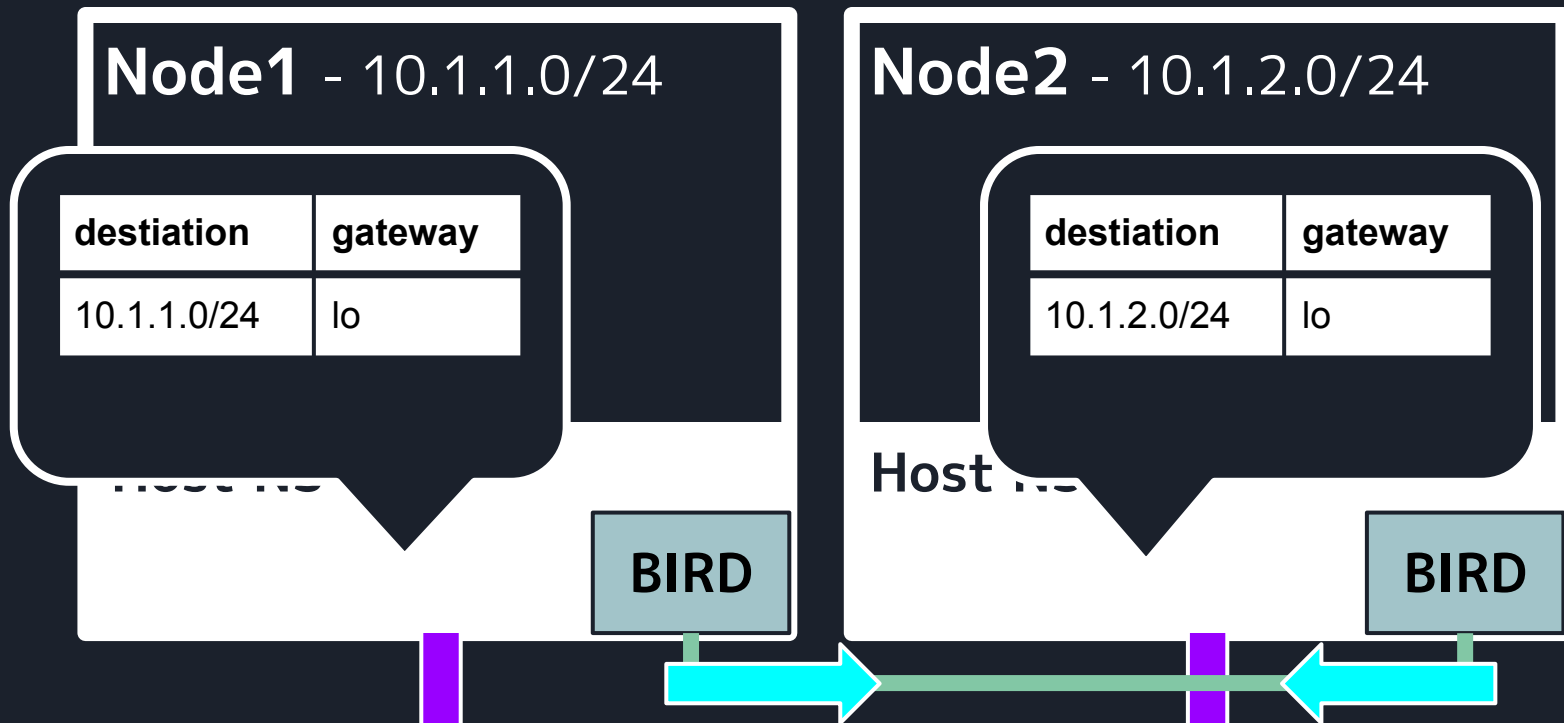 Node1 - 10.1.1.0/24
destiation gateway
10.1.1.0/24 lo
BIRD
Node2 - 10.1.2.0/24
destiation gateway
10.1.2.0/24 lo
Host
BIRD